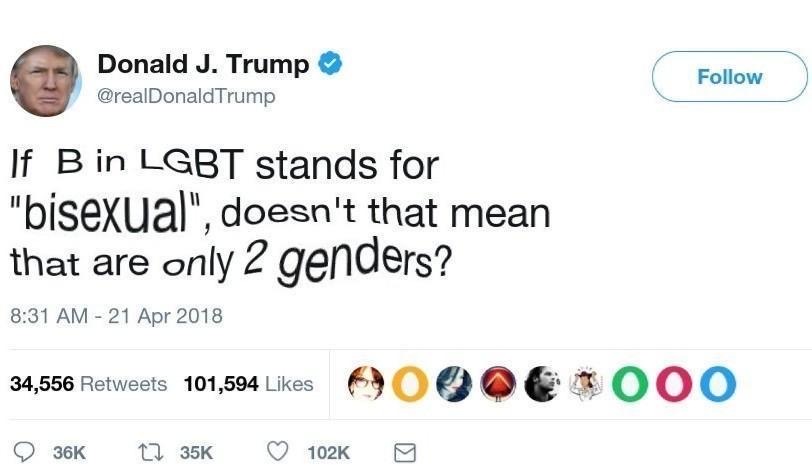 Donald J. Trump
@realDonaldTrump
Follow
If B in LGBT stands for
"bisexual", doesn't that mean
that are only 2 genders?
8:31 AM - 21 Apr 2018
34,556 Retweets 101,594 Likes
36K 35K 102K